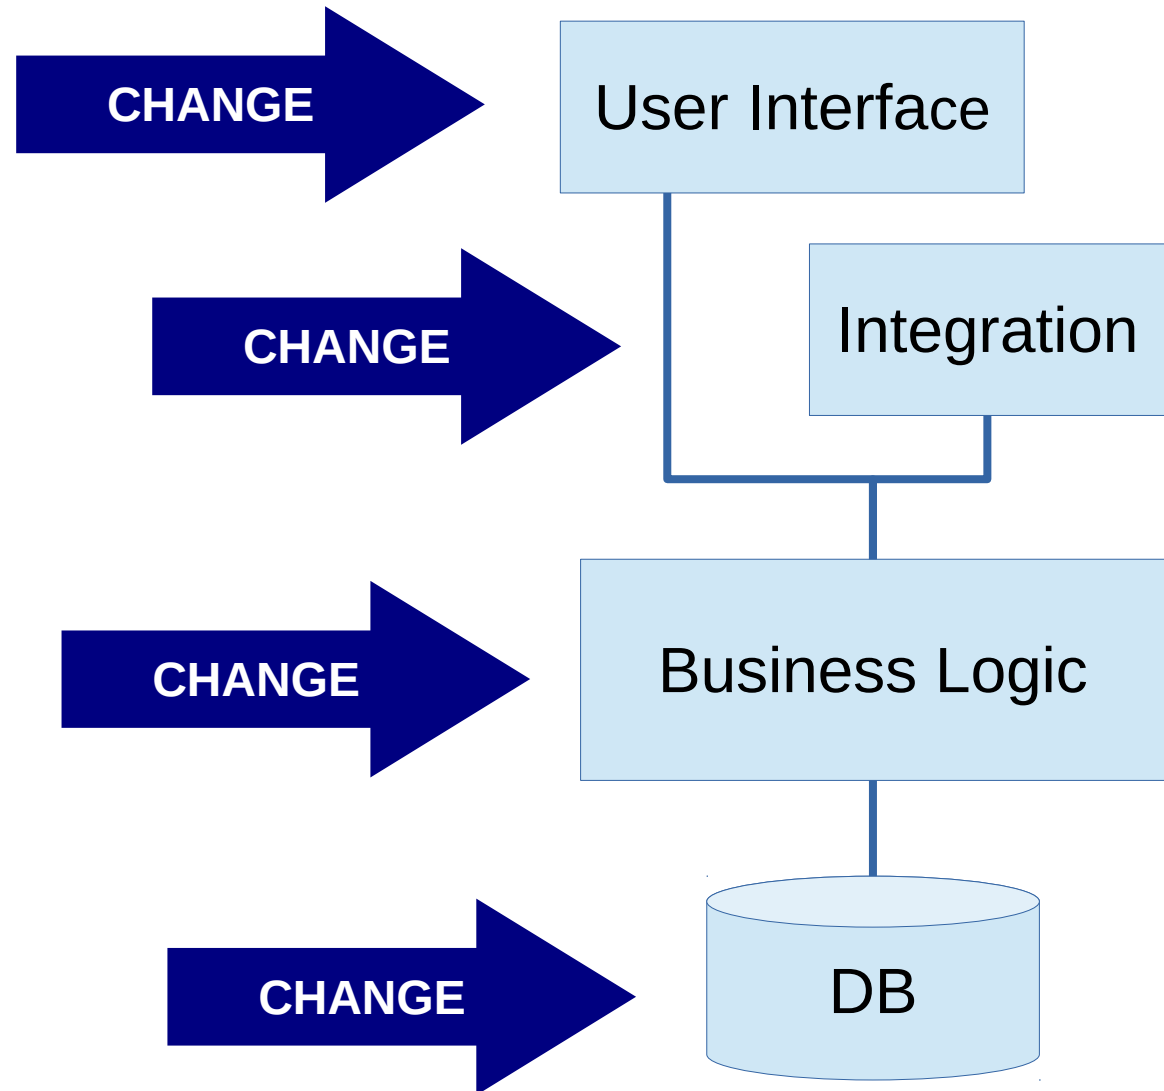 CHANGE
User Interface
CHANGE
Integration
CHANGE
Business Logic
CHANGE
DB